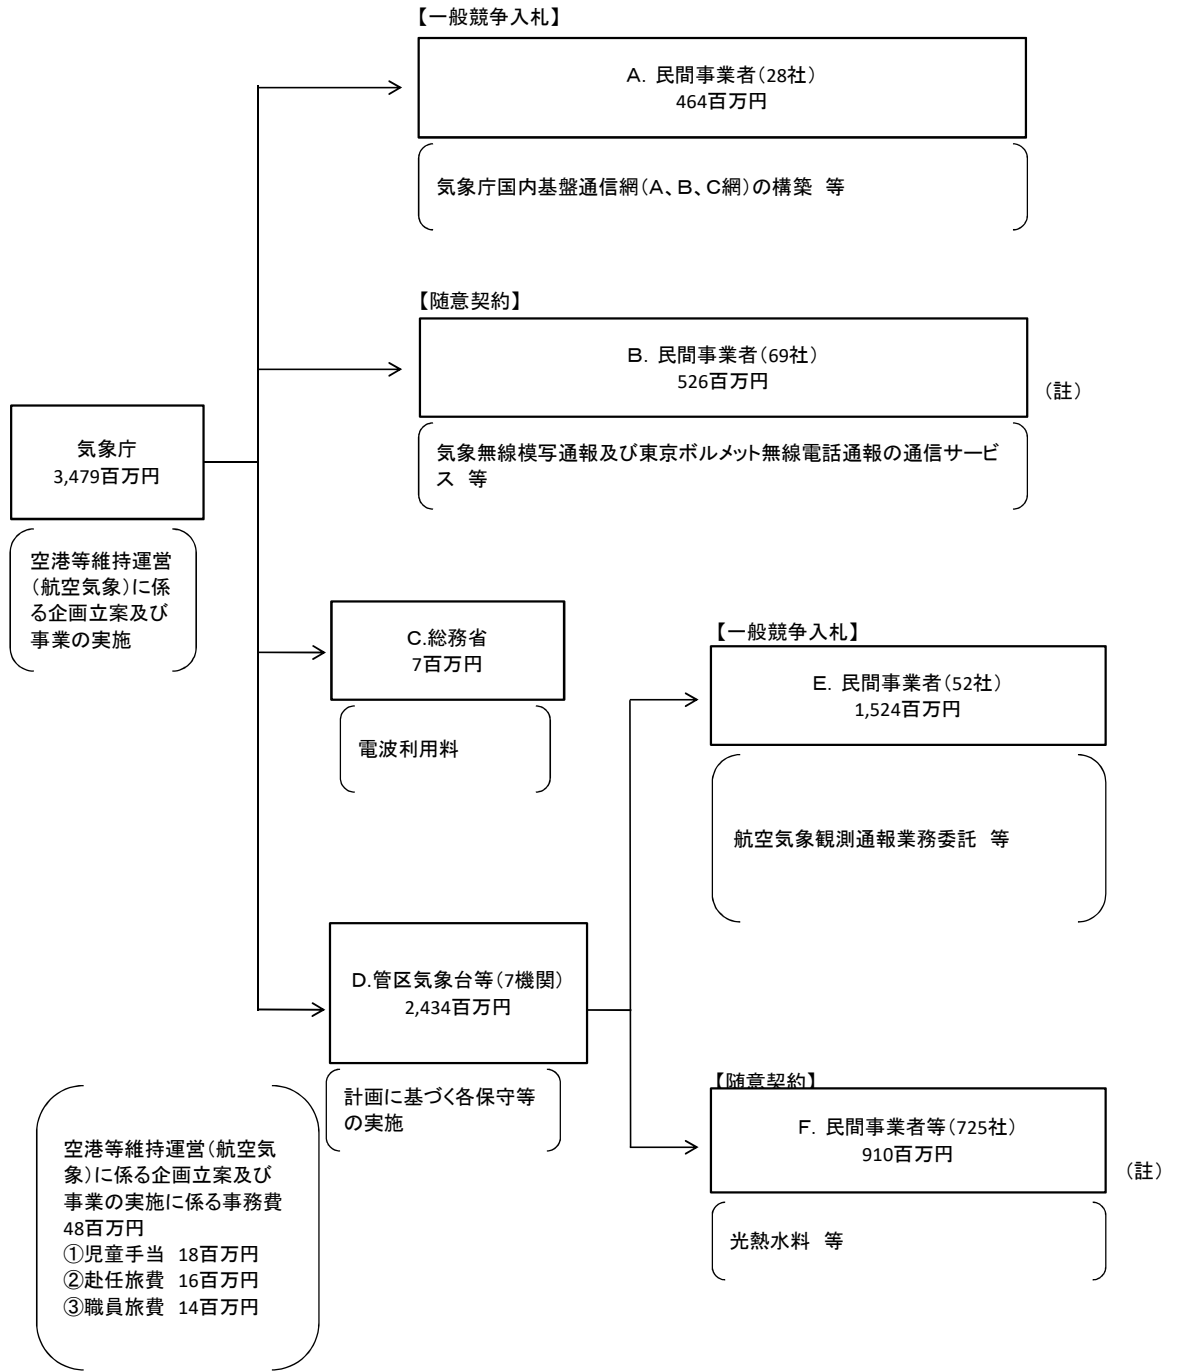 【一般競争入札】
A. 民間事業者(28社)
464百万円
気象庁国内基盤通信網(A、B、C網)の構築 等
【随意契約】
B. 民間事業者(69社)
526百万円
(註)
気象無線模写通報及び東京ボルメット無線電話通報の通信サービ
ス 等
気象庁
3,479百万円
空港等維持運営
(航空気象)に係
る企画立案及び
事業の実施
C.総務省
7百万円
電波利用料
【一般競争入札】
E. 民間事業者(52社)
1,524百万円
航空気象観測通報業務委託 等
D.管区気象台等(7機関)
2,434百万円
計画に基づく各保守等
の実施
【随意契約】
F. 民間事業者等(725社)
910百万円
(註)
光熱水料 等
空港等維持運営(航空気
象)に係る企画立案及び
事業の実施に係る事務費
48百万円
①児童手当 18百万円
②赴任旅費 16百万円
③職員旅費 14百万円